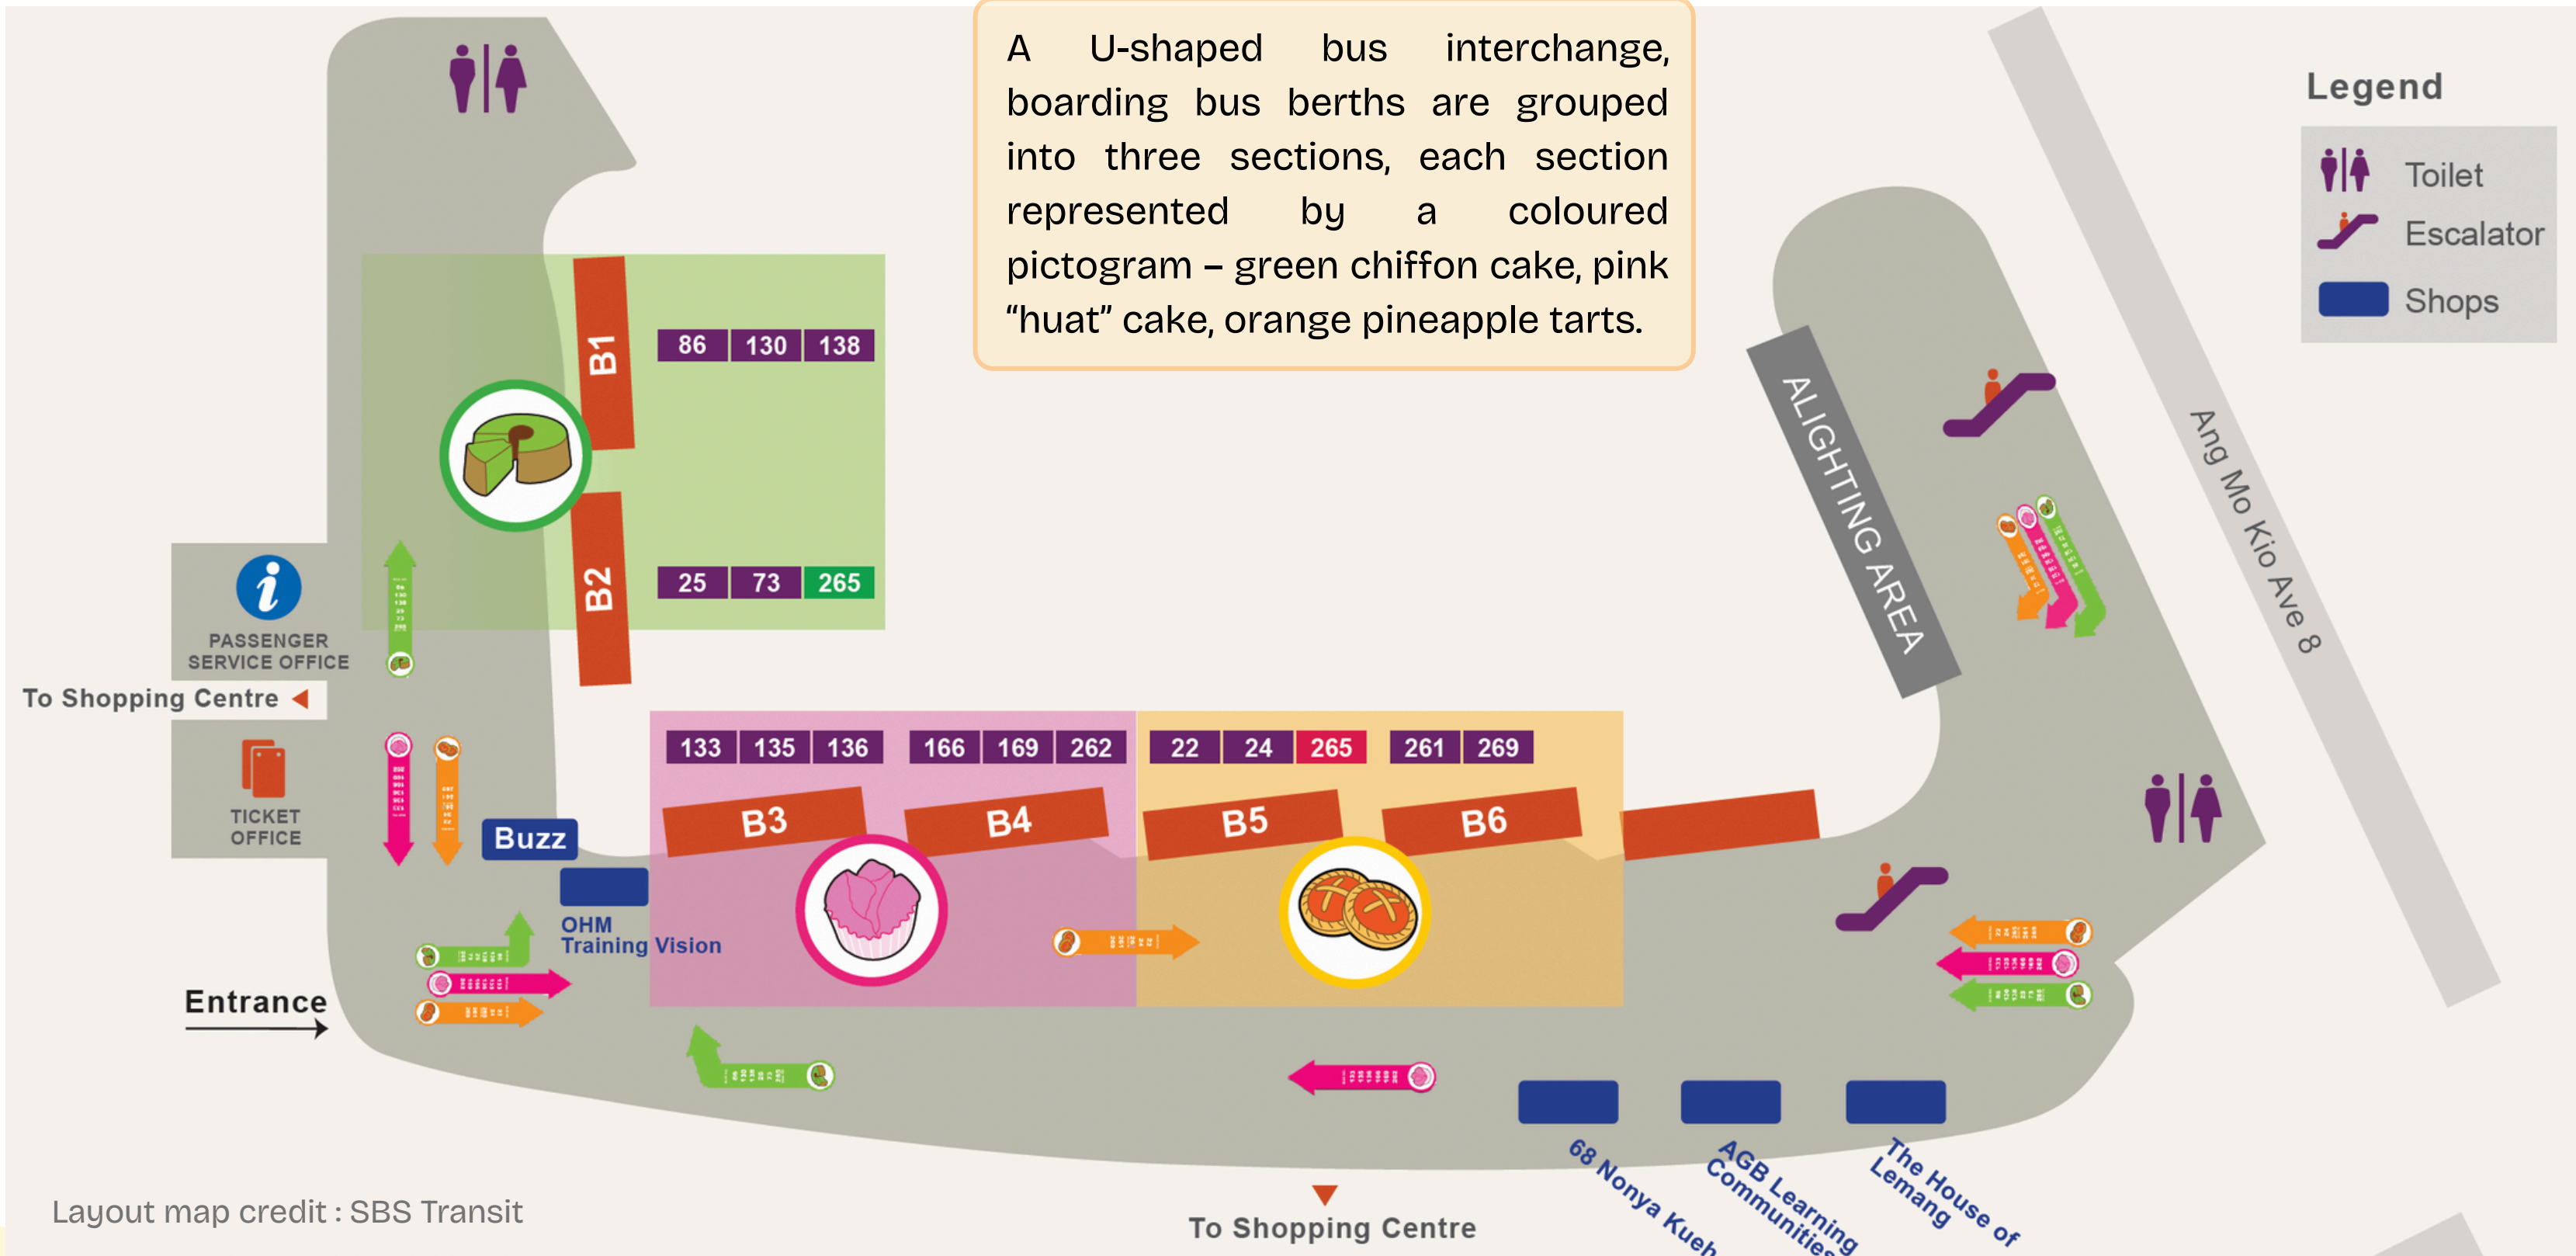 A U-shaped bus interchange,
boarding bus berths are grouped
into three sections, each section
represented by a coloured
pictogram – green chiffon cake, pink
“huat” cake, orange pineapple tarts.
Legend
Toilet
Escalator
Shops
B1
86 130 138
B2
25 73 265
ALIGHTING AREA
Ang Mo Kio Ave 8
PASSENGER
SERVICE OFFICE
To Shopping Centre
TICKET
OFFICE
Buzz
OHM
Training Vision
Entrance
133 135 136 166 169 262 22 24 265 261 269
B3 B4 B5 B6
68 Nonya Kueh
AGB Learning
Communities
The House of
Lemang
To Shopping Centre
Layout map credit : SBS Transit